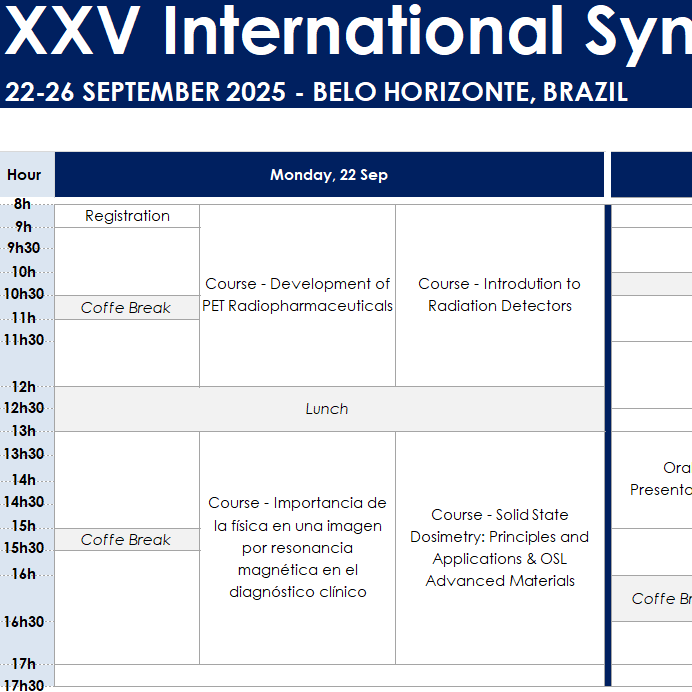 XXV International Syn
22-26 SEPTEMBER 2025 - BELO HORIZONTE, BRAZIL
Hour
Monday, 22 Sep
8h
Registration
9h
9h30
10h
Course - Development of
PET Radiopharmaceuticals
Course - Introdution to
Radiation Detectors
10h30
Coffe Break
11h
11h30
12h
12h30
Lunch
13h
13h30
Ora
Presenta
14h
14h30
Course - Importancia de
la física en una imagen
por resonancia
magnética en el
diagnóstico clínico
Course - Solid State
Dosimetry: Principles and
Applications & OSL
Advanced Materials
15h
Coffe Break
15h30
16h
Coffe Br
16h30
17h
17h30